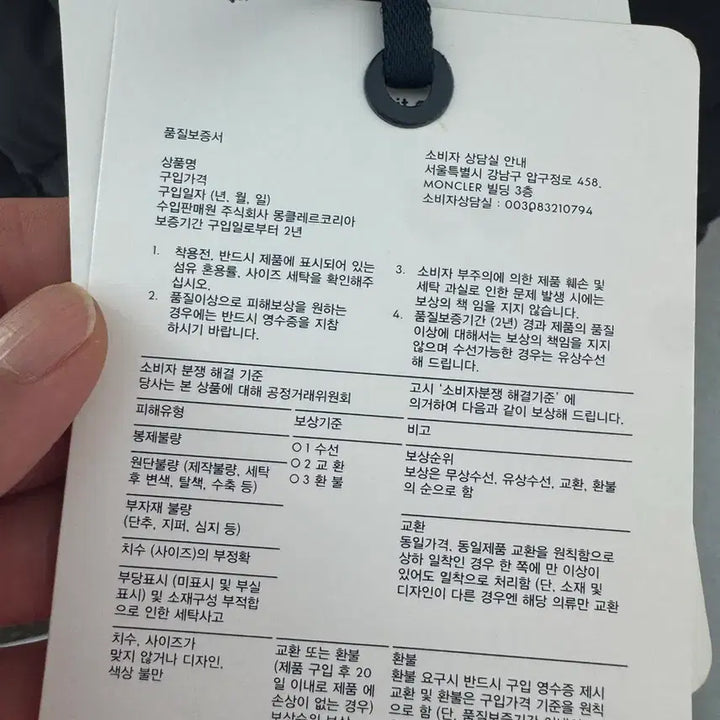 품질보증서
상품명
구입가격
구입일자 (년, 월, 일)
수입판매원 주식회사 몽클레르코리아
보증기간 구입일로부터 2년
소비자 상담실 안내
서울특별시 강남구 압구정로 458,
MONCLER 빌딩 3층
소비자상담실 : 003083210794
1. 착용전, 반드시 제품에 표시되어 있는
섬유 혼용률, 사이즈 세탁을 확인해주
십시오.
2. 품질이상으로 피해보상을 원하는
경우에는 반드시 영수증을 지참
하시기 바랍니다.
3. 소비자 부주의에 의한 제품 훼손 및
세탁 과실로 인한 문제 발생 시에는
보상의 책 임을 지지 않습니다.
4. 품질보증기간 (2년) 경과 제품의 품질
이상에 대해서는 보상의 책임을 지지
않으며 수선가능한 경우는 유상수선
해 드립니다.
소비자 분쟁 해결 기준
당사는 본 상품에 대해 공정거래위원회
고시 '소비자분쟁 해결기준' 에
의거하여 다음과 같이 보상해 드립니다.
피해유형
보상기준
비고
봉제불량
원단불량 (제작불량, 세탁
후 변색, 탈색, 수축 등)
부자재 불량
(단추, 지퍼, 심지 등)
치수 (사이즈)의 부정확
부당표시 (미표시 및 부실
표시) 및 소재구성 부적합
으로 인한 세탁사고
1 수선
2 교 환
3 환 불
보상순위
보상은 무상수선, 유상수선, 교환, 환불
의 순으로 함
교환
동일가격, 동일제품 교환을 원칙함으로
상하 일착인 경우 한 쪽에 만 이상이
있어도 일착으로 처리함 (단, 소재 및
디자인이 다른 경우엔 해당 의류만 교환
치수, 사이즈가
맞지 않거나 디자인,
색상 불만
교환 또는 환불
(제품 구입 후 20
일 이내로 제품 에
손상이 없는 경우)
환불
환불 요구시 반드시 구입 영수증 제시
교환 및 환불은 구입가격 기준을 원칙
으로 함 (단, 품질보증기간